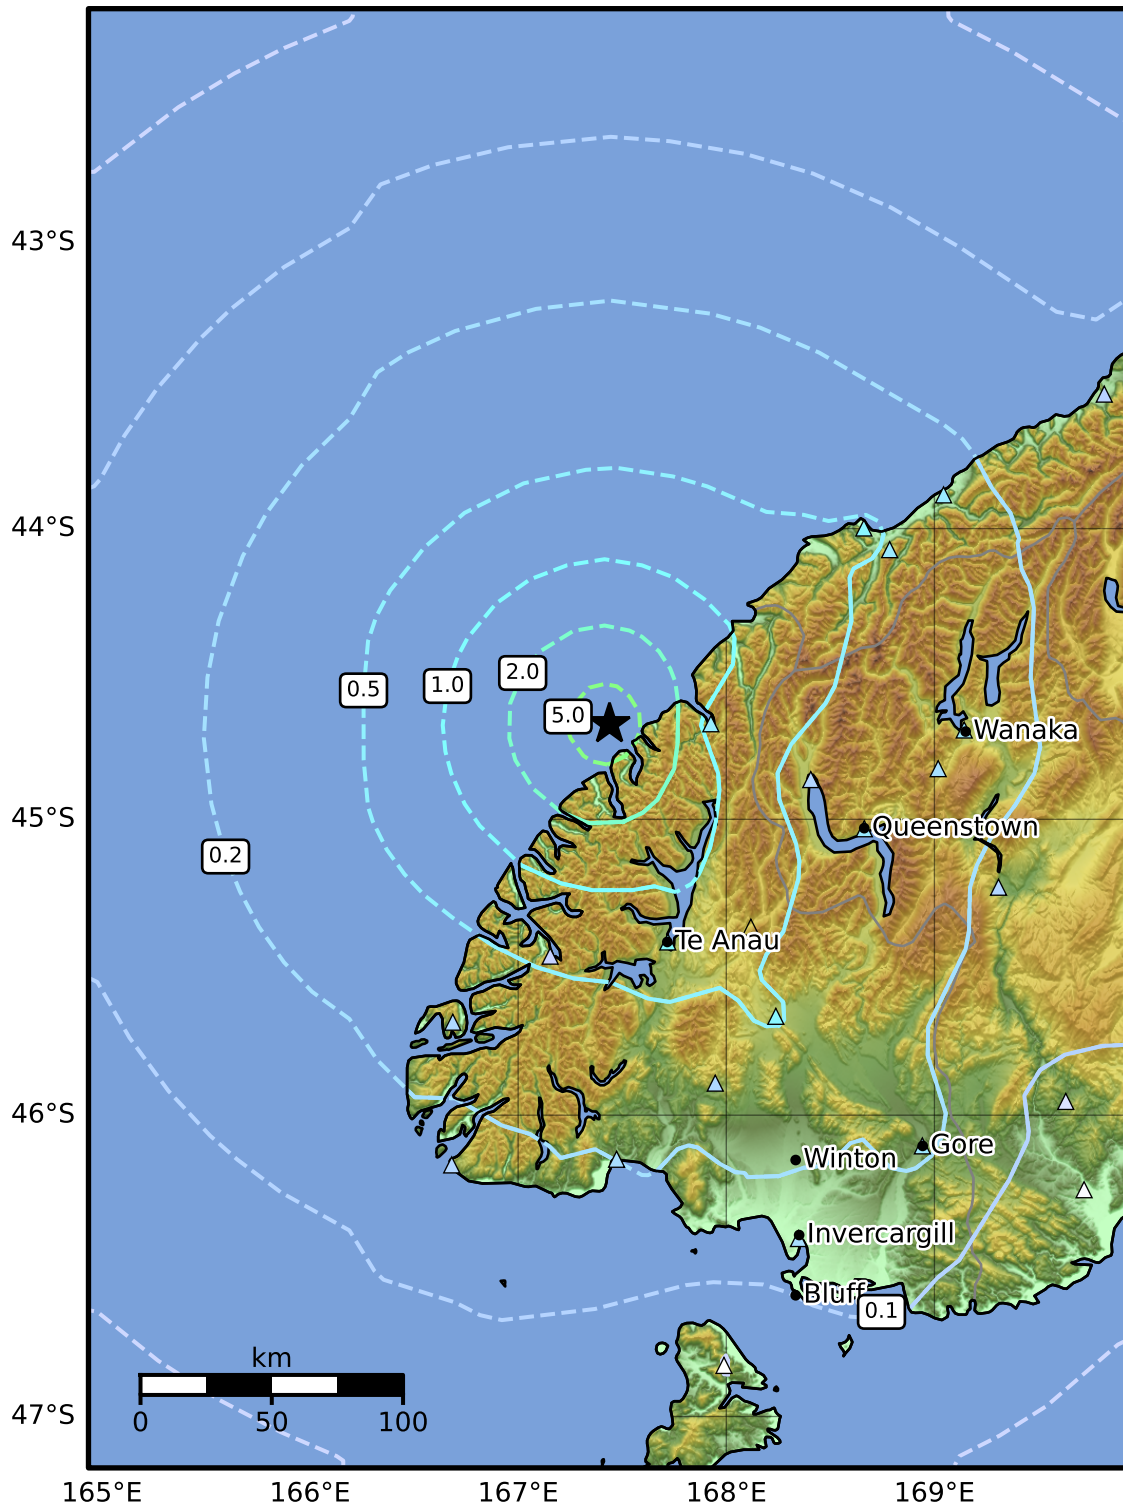 43°S
44°S
2.0
0.5
1.0
5.0
Wanaka
45°S
Queenstown
0.2
Te Anau
46°S
Gore
Winton
Invercargill
Bluff
0.1
km
0
50
100
47°S
165°E
166°E
167°E
168°E
169°E